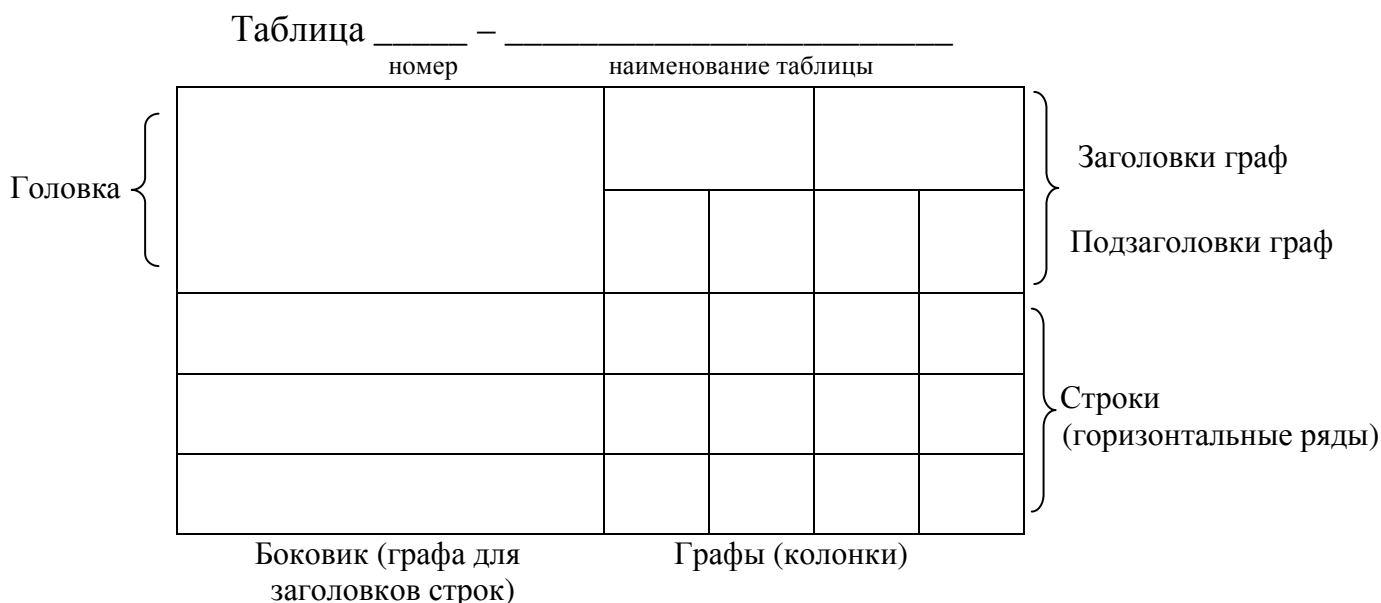 Таблица _____ – ________________________
номер наименование таблицы
Головка
Заголовки граф
Подзаголовки граф
Строки
(горизонтальные ряды)
Боковик (графа для
заголовков строк)
Графы (колонки)